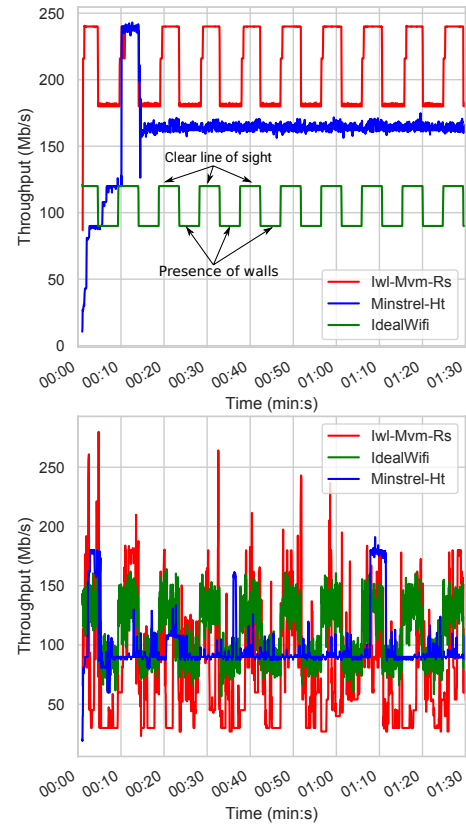 250
200
150
100
50
0
Throughput (Mb/s)
Clear line of sight
Presence of walls
Iwl-Mvm-Rs
Minstrel-Ht
IdealWifi
00:00
00:10
00:20
00:30
00:40
00:50
01:00
01:10
01:20
01:30
Time (min:s)
250
200
150
100
50
Throughput (Mb/s)
Iwl-Mvm-Rs
IdealWifi
Minstrel-Ht
00:00
00:10
00:20
00:30
00:40
00:50
01:00
01:10
01:20
01:30
Time (min:s)